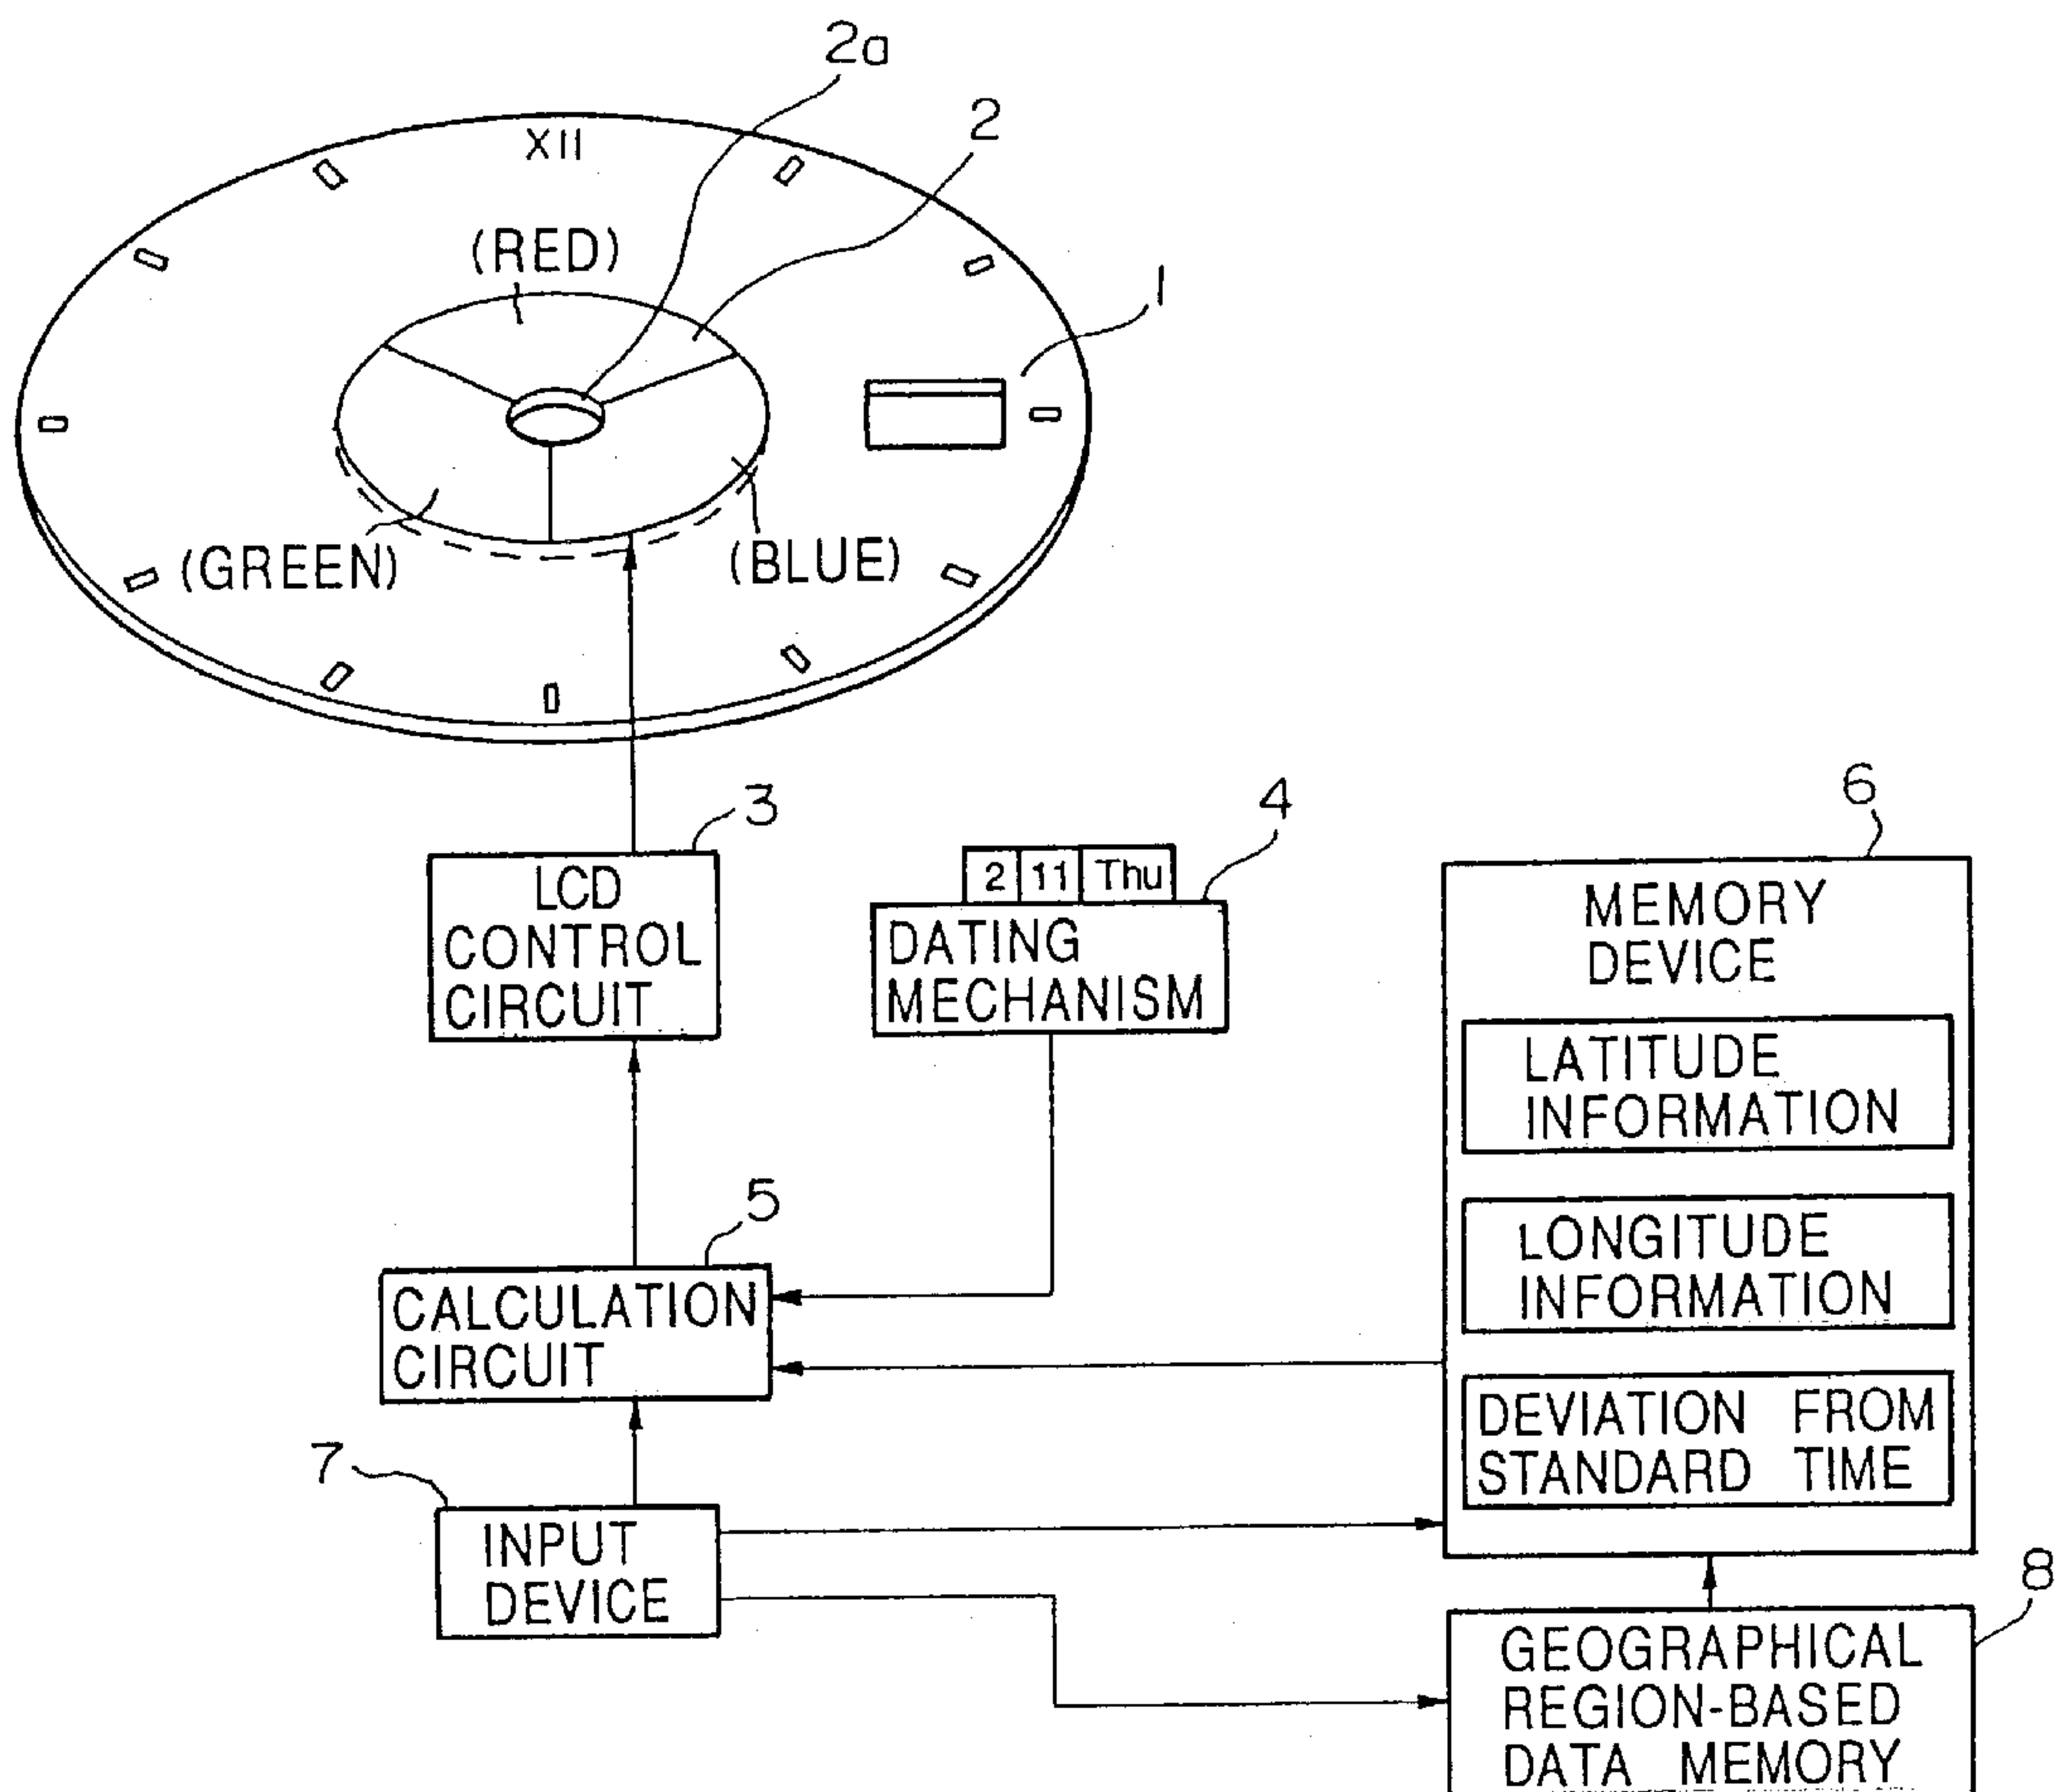 2a
2
XII
(RED)
1
(GREEN)
(BLUE)
3
LCD
CONTROL
CIRCUIT
4
2 11 Thu
DATING
MECHANISM
6
MEMORY
DEVICE
LATITUDE
INFORMATION
LONGITUDE
INFORMATION
DEVIATION FROM
STANDARD TIME
5
CALCULATION
CIRCUIT
7
INPUT
DEVICE
8
GEOGRAPHICAL
REGION-BASED
DATA MEMORY